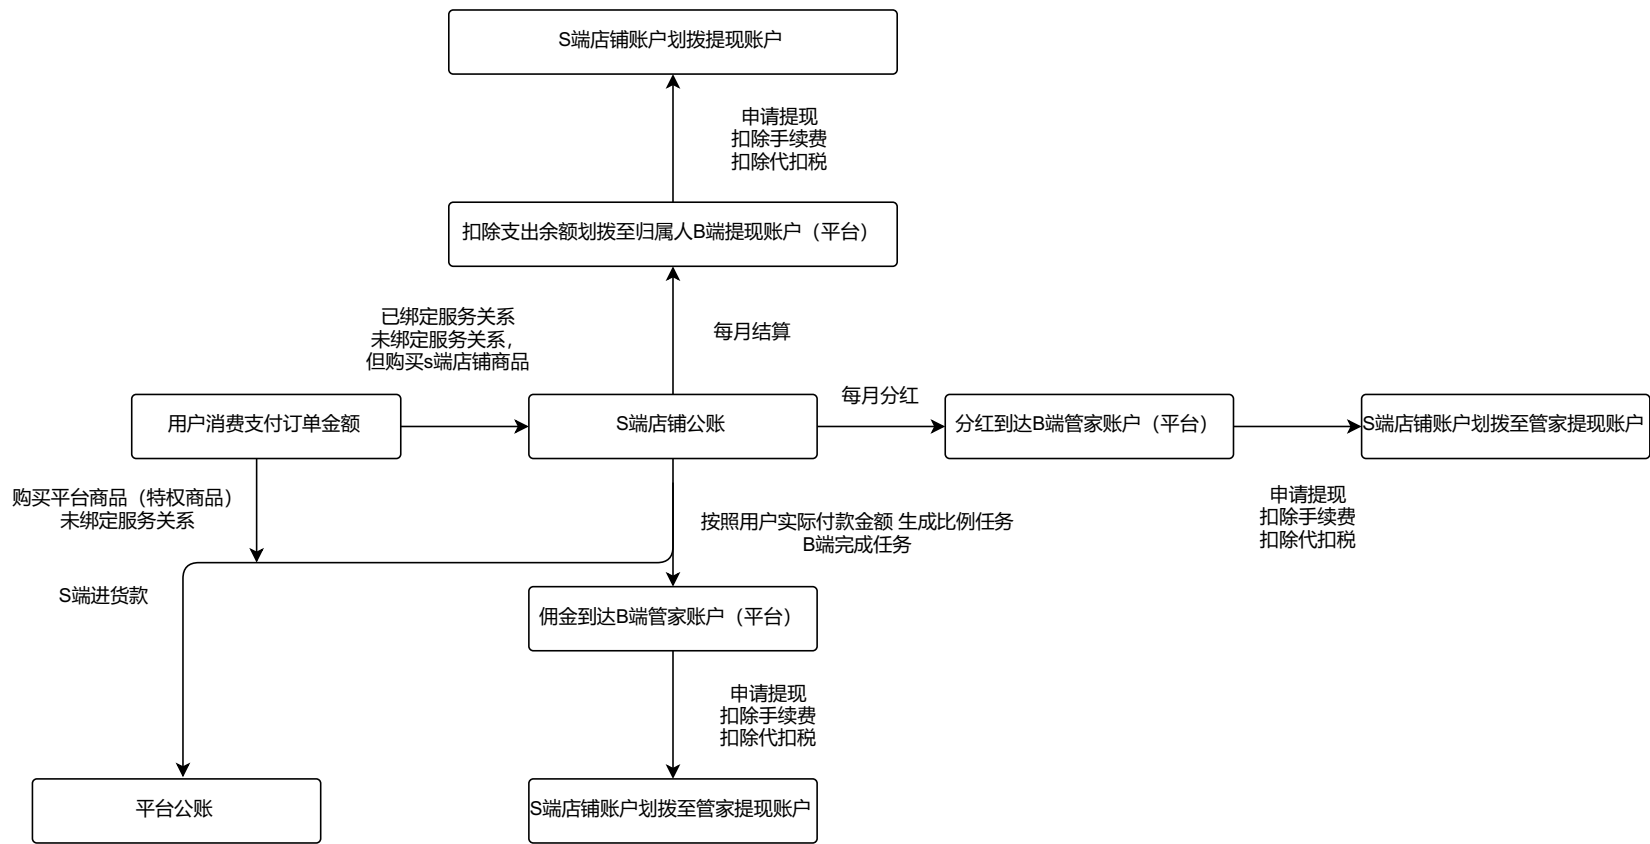 S端店铺账户划拨提现账户
申请提现
扣除手续费
扣除代扣税
扣除支出余额划拨至归属人B端提现账户（平台）
已绑定服务关系
未绑定服务关系，
但购买s端店铺商品
每月结算
用户消费支付订单金额
S端店铺公账
每月分红
分红到达B端管家账户（平台）
S端店铺账户划拨至管家提现账户
购买平台商品（特权商品）
未绑定服务关系
按照用户实际付款金额 生成比例任务
B端完成任务
申请提现
扣除手续费
扣除代扣税
S端进货款
佣金到达B端管家账户（平台）
申请提现
扣除手续费
扣除代扣税
平台公账
S端店铺账户划拨至管家提现账户